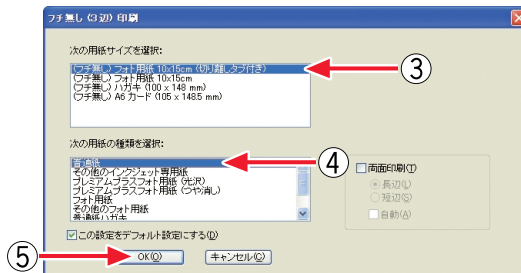 フチ無し (3 辺) 印刷
次の用紙サイズを選択:
(フチ無し) フォト用紙 10x15cm (切り離しタブ付き)
(フチ無し) フォト用紙 10x15cm
(フチ無し) ハガキ (100 x 148 mm)
(フチ無し) A6 カード (105 x 148.5 mm)
③
次の用紙の種類を選択:
普通紙
その他のインクジェット専用紙
プレミアムプラスフォト用紙 (光沢)
プレミアムプラスフォト用紙 (つや消し)
フォト用紙
その他のフォト用紙
普通紙ハガキ
④
両面印刷(T)
長辺(L)
短辺(S)
自動(A)
この設定をデフォルト設定にする(D)
⑤
OK(O) キャンセル(C)